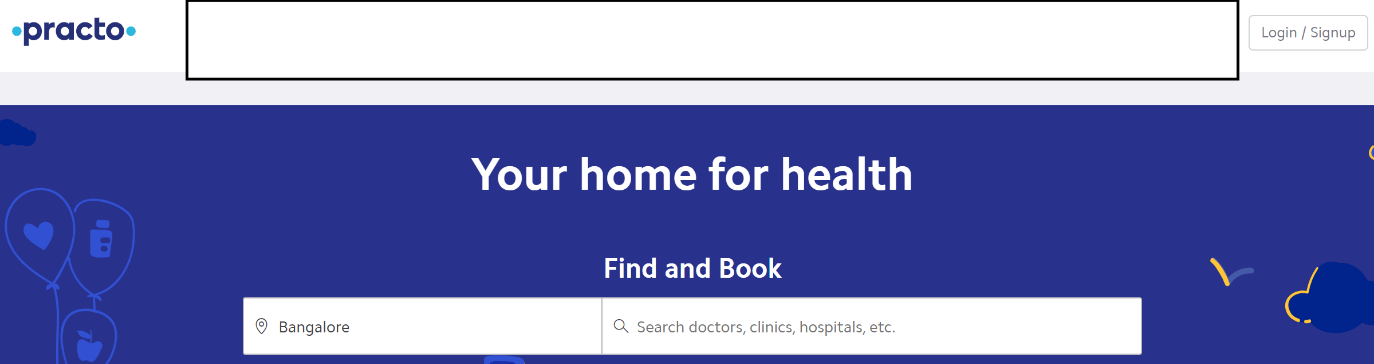 practo
Login / Signup
Your home for health
Find and Book
Bangalore
Search doctors, clinics, hospitals, etc.